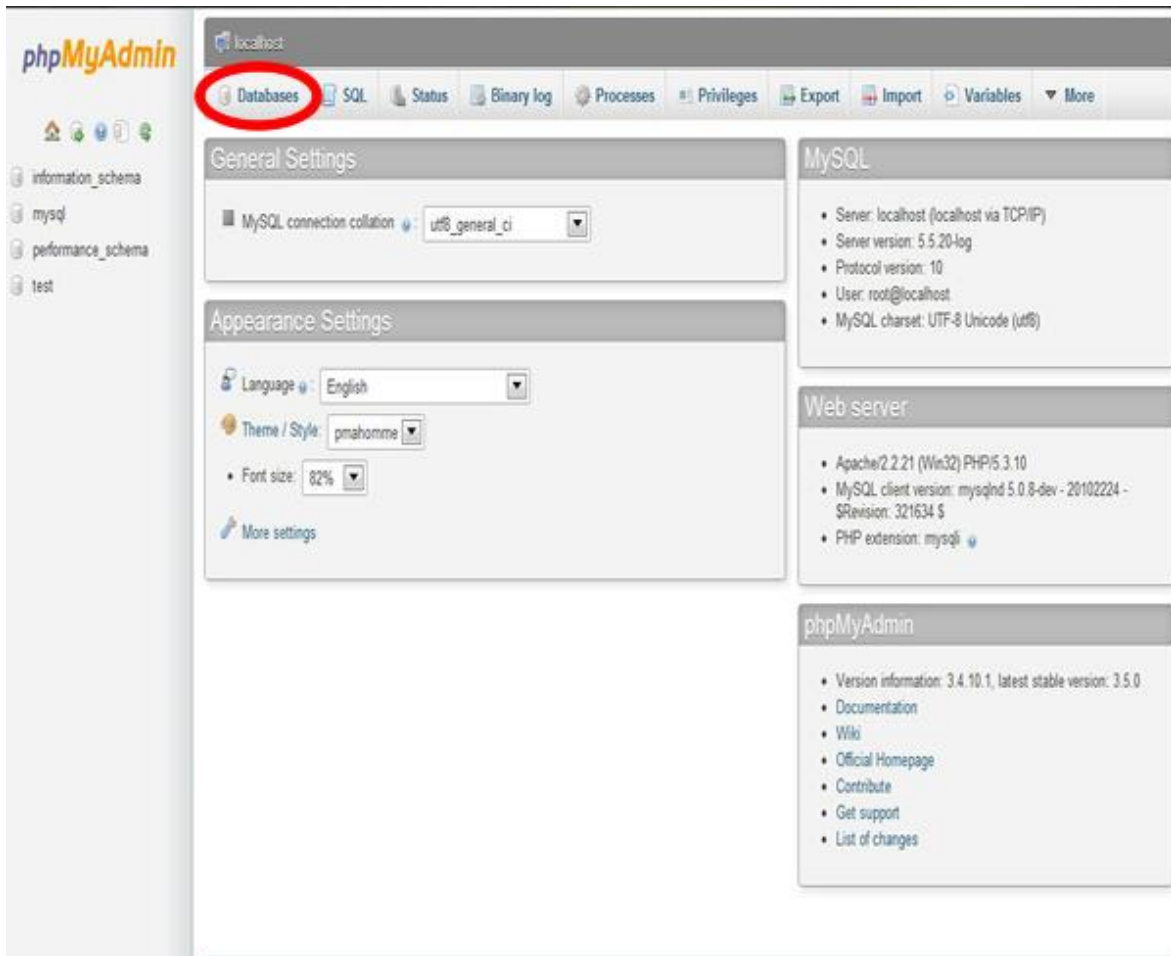 phpMyAdmin
information_schema
mysql
performance_schema
test
localhost
Databases SQL Status Binary log Processes Privileges Export Import Variables More
General Settings
MySQL connection collation : utf8_general_ci
Appearance Settings
Language : English
Theme / Style: pmahomme
Font size: 82%
More settings
MySQL
Server: localhost (localhost via TCP/IP)
Server version: 5.5.20-log
Protocol version: 10
User: root@localhost
MySQL charset: UTF-8 Unicode (utf8)
Web server
Apache/2.2.21 (Win32) PHP/5.3.10
MySQL client version: mysqlnd 5.0.8-dev - 20102224 -
$Revision: 321634 $
PHP extension: mysqli
phpMyAdmin
Version information: 3.4.10.1, latest stable version: 3.5.0
Documentation
Wiki
Official Homepage
Contribute
Get support
List of changes